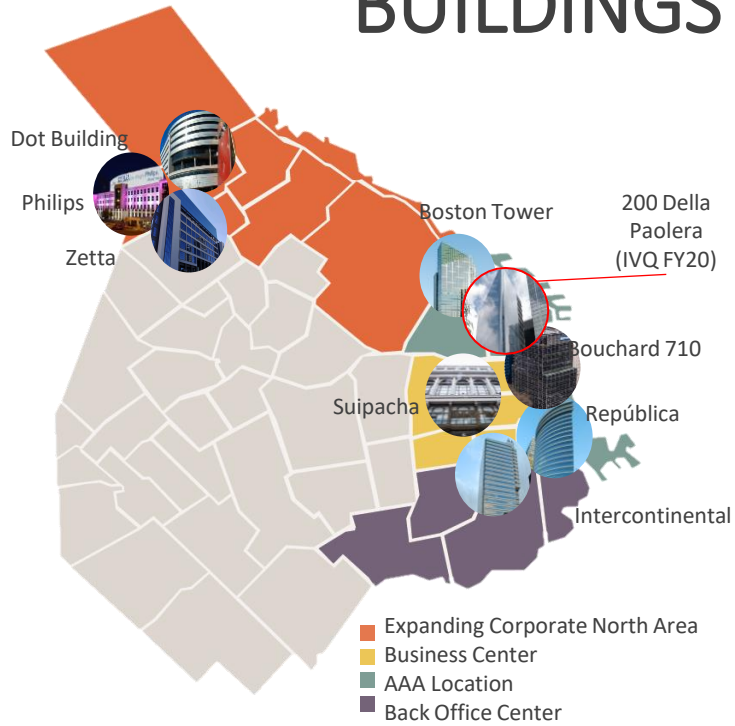 BUILDINGS
Dot Building
Philips
Zetta
Boston Tower
200 Della
Paolera
(IVQ FY20)
Bouchard 710
Suipacha
República
Intercontinental
Expanding Corporate North Area
Business Center
AAA Location
Back Office Center